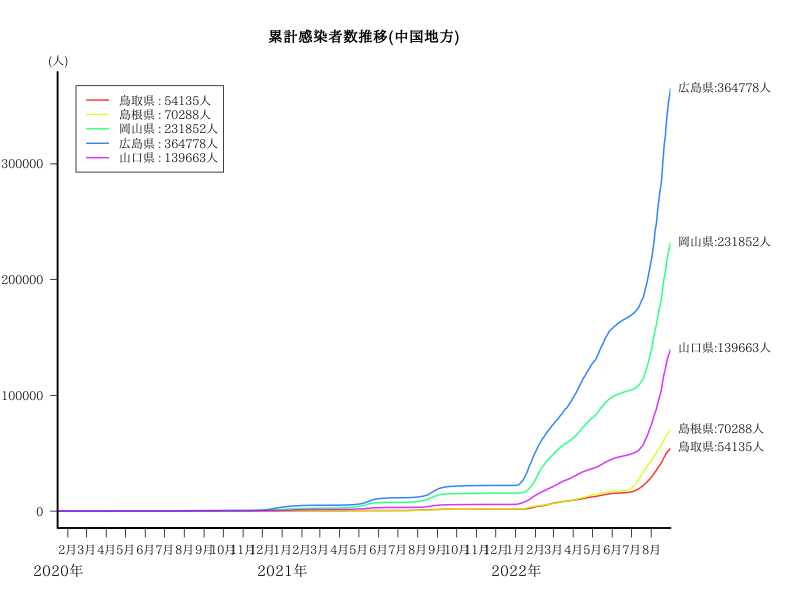 累計感染者数推移(中国地方)
(人)
鳥取県 : 54135人
島根県 : 70288人
岡山県 : 231852人
広島県 : 364778人
山口県 : 139663人
広島県:364778人
岡山県:231852人
山口県:139663人
島根県:70288人
鳥取県:54135人
300000
200000
100000
0
2月 3月 4月 5月 6月 7月 8月 9月 10月 11月 12月 1月 2月 3月 4月 5月 6月 7月 8月 9月 10月 11月 12月 1月 2月 3月 4月 5月 6月 7月 8月
2020年 2021年 2022年